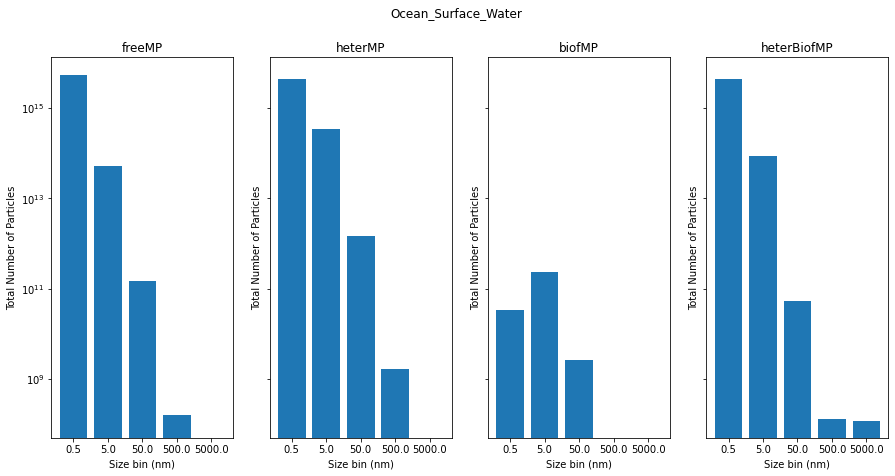 Ocean_Surface_Water
freeMP
heterMP
biofMP
heterBiofMP
Total Number of Particles
10^15
10^13
10^11
10^9
Total Number of Particles
Total Number of Particles
Total Number of Particles
0.5 5.0 50.0 500.0 5000.0
0.5 5.0 50.0 500.0 5000.0
0.5 5.0 50.0 500.0 5000.0
0.5 5.0 50.0 500.0 5000.0
Size bin (nm)
Size bin (nm)
Size bin (nm)
Size bin (nm)